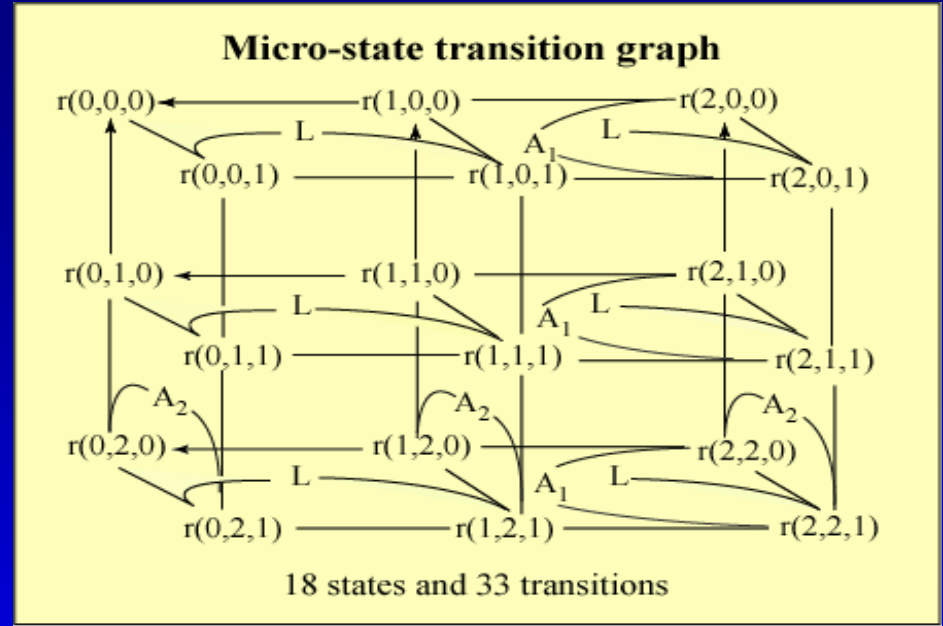 Micro-state transition graph
r(0,0,0) r(1,0,0) r(2,0,0)
L A1 L
r(0,0,1) r(1,0,1) r(2,0,1)
r(0,1,0) r(1,1,0) r(2,1,0)
L A1 L
r(0,1,1) r(1,1,1) r(2,1,1)
A2 A2 A2
r(0,2,0) r(1,2,0) r(2,2,0)
L A1 L
r(0,2,1) r(1,2,1) r(2,2,1)
18 states and 33 transitions